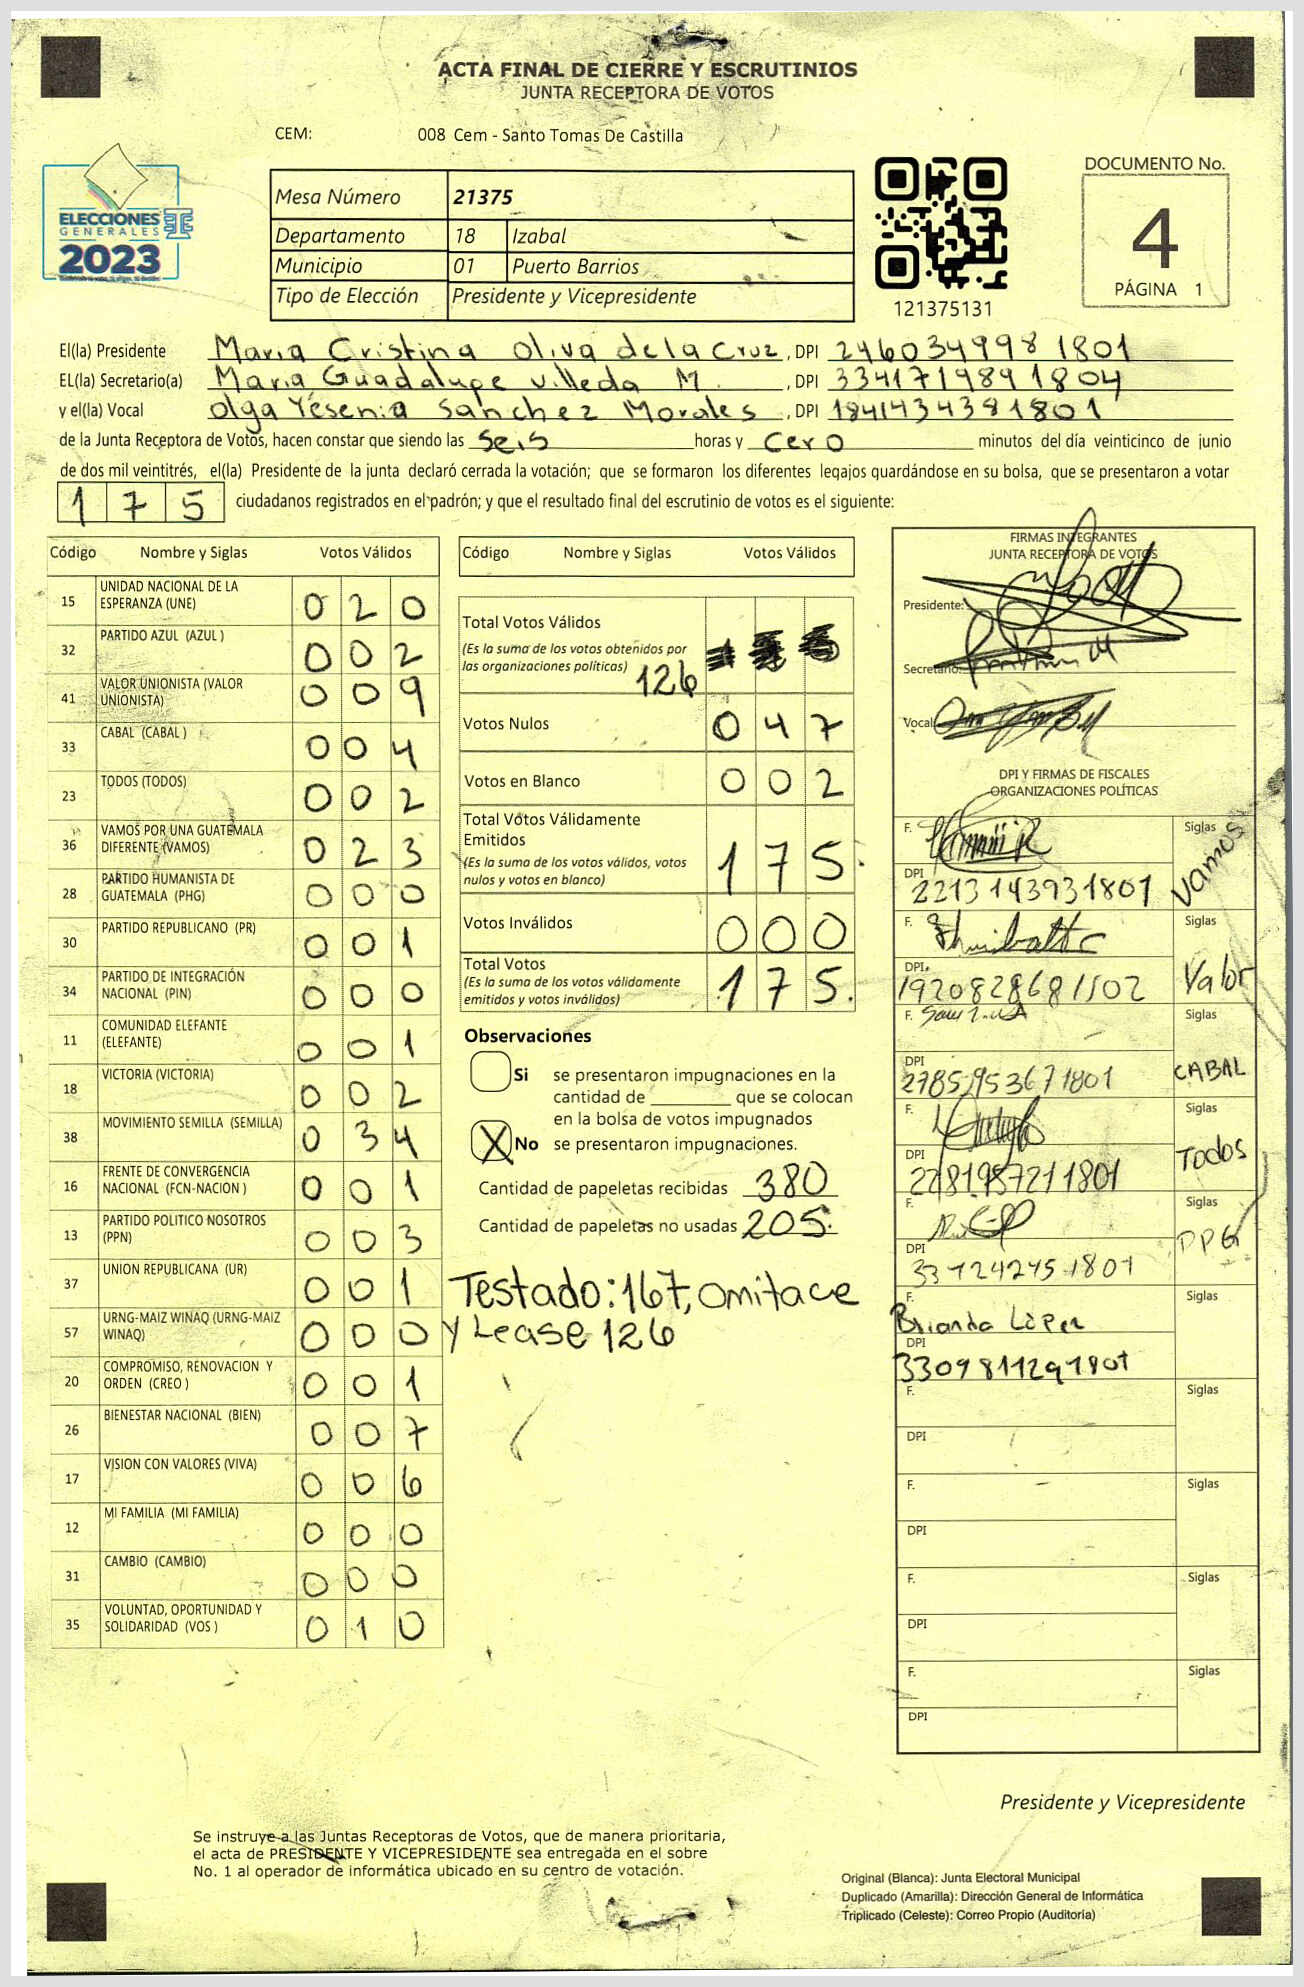 ACTA FINAL DE CIERRE Y ESCRUTINIOS
JUNTA RECEPTORA DE VOTOS
CEM: 008 Cem - Santo Tomas De Castilla
ELECCIONES
GENERALES
2023
Mesa Número 21375
Departamento 18 Izabal
Municipio 01 Puerto Barrios
Tipo de Elección Presidente y Vicepresidente
121375131
DOCUMENTO No.
4
PÁGINA 1
El(la) Presidente Maria Cristina Oliva de la Cruz, DPI 2460349981801
EL(la) Secretario(a) Maria Guadalupe Villeda M. , DPI 3341719891804
y el(la) Vocal Olga Yesenia Sanchez Morales , DPI 1841434381801
de la Junta Receptora de Votos, hacen constar que siendo las seis horas y cero minutos del día veinticinco de junio
de dos mil veintitrés, el(la) Presidente de la junta declaró cerrada la votación; que se formaron los diferentes legajos guardándose en su bolsa, que se presentaron a votar
175 ciudadanos registrados en el padrón; y que el resultado final del escrutinio de votos es el siguiente:
Código Nombre y Siglas Votos Válidos
15 UNIDAD NACIONAL DE LA ESPERANZA (UNE) 0 2 0
32 PARTIDO AZUL (AZUL ) 0 0 2
41 VALOR UNIONISTA (VALOR UNIONISTA) 0 0 9
33 CABAL (CABAL ) 0 0 4
23 TODOS (TODOS) 0 0 2
36 VAMOS POR UNA GUATEMALA DIFERENTE (VAMOS) 0 2 3
28 PARTIDO HUMANISTA DE GUATEMALA (PHG) 0 0 0
30 PARTIDO REPUBLICANO (PR) 0 0 1
34 PARTIDO DE INTEGRACIÓN NACIONAL (PIN) 0 0 0
11 COMUNIDAD ELEFANTE (ELEFANTE) 0 0 1
18 VICTORIA (VICTORIA) 0 0 2
38 MOVIMIENTO SEMILLA (SEMILLA) 0 3 4
16 FRENTE DE CONVERGENCIA NACIONAL (FCN-NACION ) 0 0 1
13 PARTIDO POLITICO NOSOTROS (PPN) 0 0 3
37 UNION REPUBLICANA (UR) 0 0 1
57 URNG-MAIZ WINAQ (URNG-MAIZ WINAQ) 0 0 0
20 COMPROMISO, RENOVACION Y ORDEN (CREO ) 0 0 1
26 BIENESTAR NACIONAL (BIEN) 0 0 7
17 VISION CON VALORES (VIVA) 0 0 6
12 MI FAMILIA (MI FAMILIA) 0 0 0
31 CAMBIO (CAMBIO) 0 0 0
35 VOLUNTAD, OPORTUNIDAD Y SOLIDARIDAD (VOS ) 0 1 0
Código Nombre y Siglas Votos Válidos
Total Votos Válidos
(Es la suma de los votos obtenidos por
las organizaciones políticas) 126
Votos Nulos 0 4 7
Votos en Blanco 0 0 2
Total Votos Válidamente
Emitidos
(Es la suma de los votos válidos, votos
nulos y votos en blanco) 1 7 5.
Votos Inválidos 0 0 0
Total Votos
(Es la suma de los votos válidamente
emitidos y votos inválidos) 1 7 5.
Observaciones
Si se presentaron impugnaciones en la
cantidad de ________ que se colocan
en la bolsa de votos impugnados
X No se presentaron impugnaciones.
Cantidad de papeletas recibidas 380
Cantidad de papeletas no usadas 205.
Testado: 167, omitace
y Lease 126
FIRMAS INTEGRANTES
JUNTA RECEPTORA DE VOTOS
Presidente:
Secretario:
Vocal
DPI Y FIRMAS DE FISCALES
ORGANIZACIONES POLÍTICAS
F. Siglas Vamos
DPI 2213143931801
F. Siglas Valor
DPI. 1920828681502
F. Siglas CABAL
DPI 2785295367 1801
F. Siglas Todos
DPI
F. Siglas PPG
DPI
F. Brianda López Siglas
DPI 3309811291801
F. Siglas
DPI
F. Siglas
DPI
F. Siglas
DPI
F. Siglas
DPI
Presidente y Vicepresidente
Se instruye a las Juntas Receptoras de Votos, que de manera prioritaria,
el acta de PRESIDENTE Y VICEPRESIDENTE sea entregada en el sobre
No. 1 al operador de informática ubicado en su centro de votación.
Original (Blanca): Junta Electoral Municipal
Duplicado (Amarilla): Dirección General de Informática
Triplicado (Celeste): Correo Propio (Auditoría)